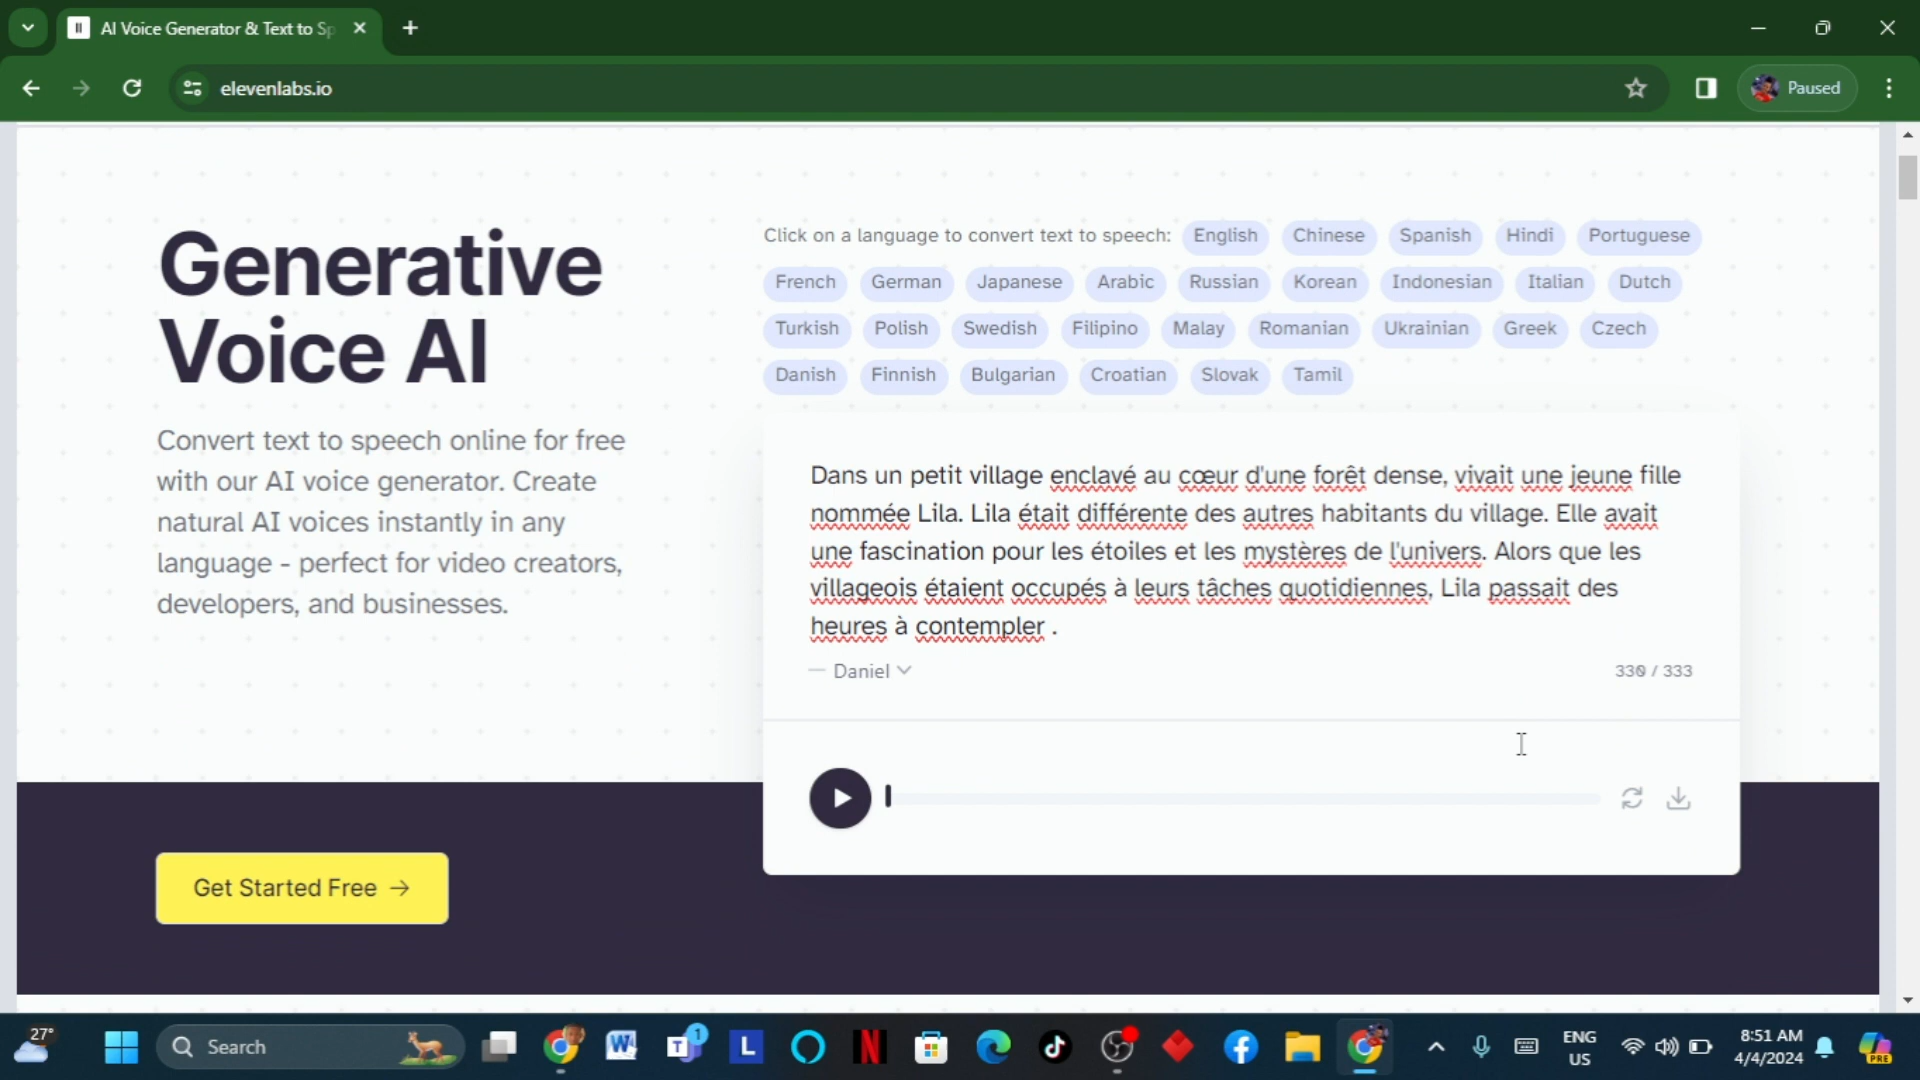 AI Voice Generator & Text to Sp
elevenlabs.io
Paused
Generative
Voice AI
Convert text to speech online for free
with our AI voice generator. Create
natural AI voices instantly in any
language - perfect for video creators,
developers, and businesses.
Get Started Free →
Click on a language to convert text to speech: English Chinese Spanish Hindi Portuguese
French German Japanese Arabic Russian Korean Indonesian Italian Dutch
Turkish Polish Swedish Filipino Malay Romanian Ukrainian Greek Czech
Danish Finnish Bulgarian Croatian Slovak Tamil
Dans un petit village enclavé au cœur d'une forêt dense, vivait une jeune fille
nommée Lila. Lila était différente des autres habitants du village. Elle avait
une fascination pour les étoiles et les mystères de l'univers. Alors que les
villageois étaient occupés à leurs tâches quotidiennes, Lila passait des
heures à contempler .
— Daniel
330 / 333
27°
Search
W
T
1
L
N
ENG
US
8:51 AM
4/4/2024
PRE